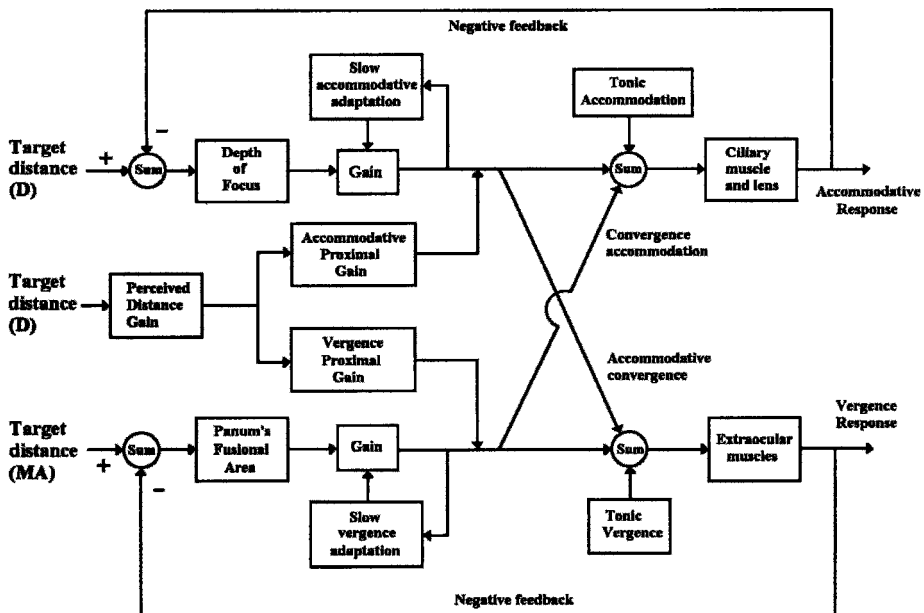 Negative feedback
Slow
accommodative
adaptation
Tonic
Accommodation
Target
distance
(D)
+
−
Sum
Depth
of
Focus
Gain
Sum
Ciliary
muscle
and lens
Accommodative
Response
Accommodative
Proximal
Gain
Convergence
accommodation
Target
distance
(D)
Perceived
Distance
Gain
Vergence
Proximal
Gain
Accommodative
convergence
Target
distance
(MA)
+
−
Sum
Panum's
Fusional
Area
Gain
Sum
Extraocular
muscles
Vergence
Response
Slow
vergence
adaptation
Tonic
Vergence
Negative feedback